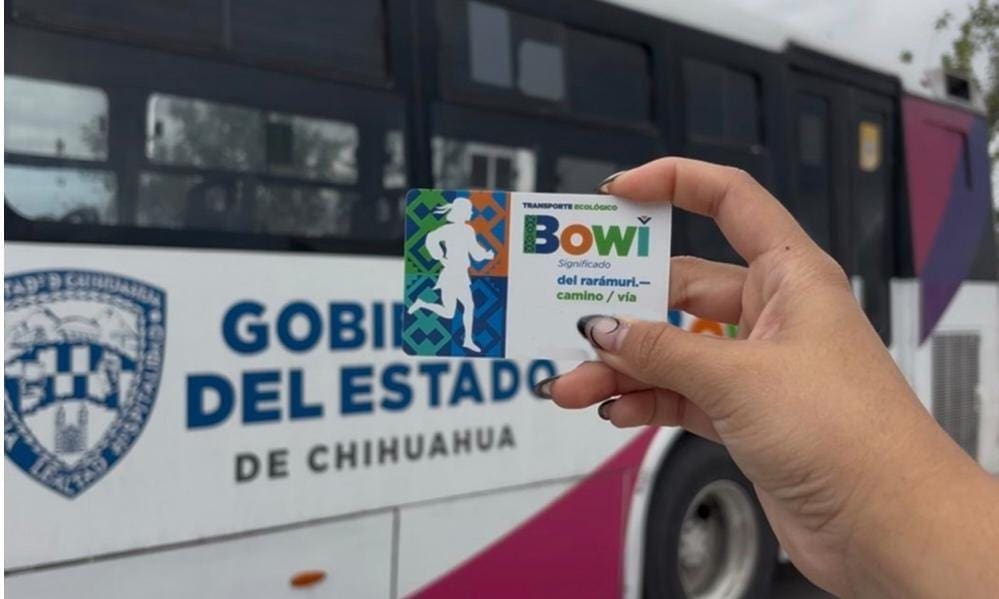 TRANSPORTE ECOLÓGICO
BOWI
Significado
del rarámuri.—
camino / vía
GOBI
DEL ESTADO
DE CHIHUAHUA